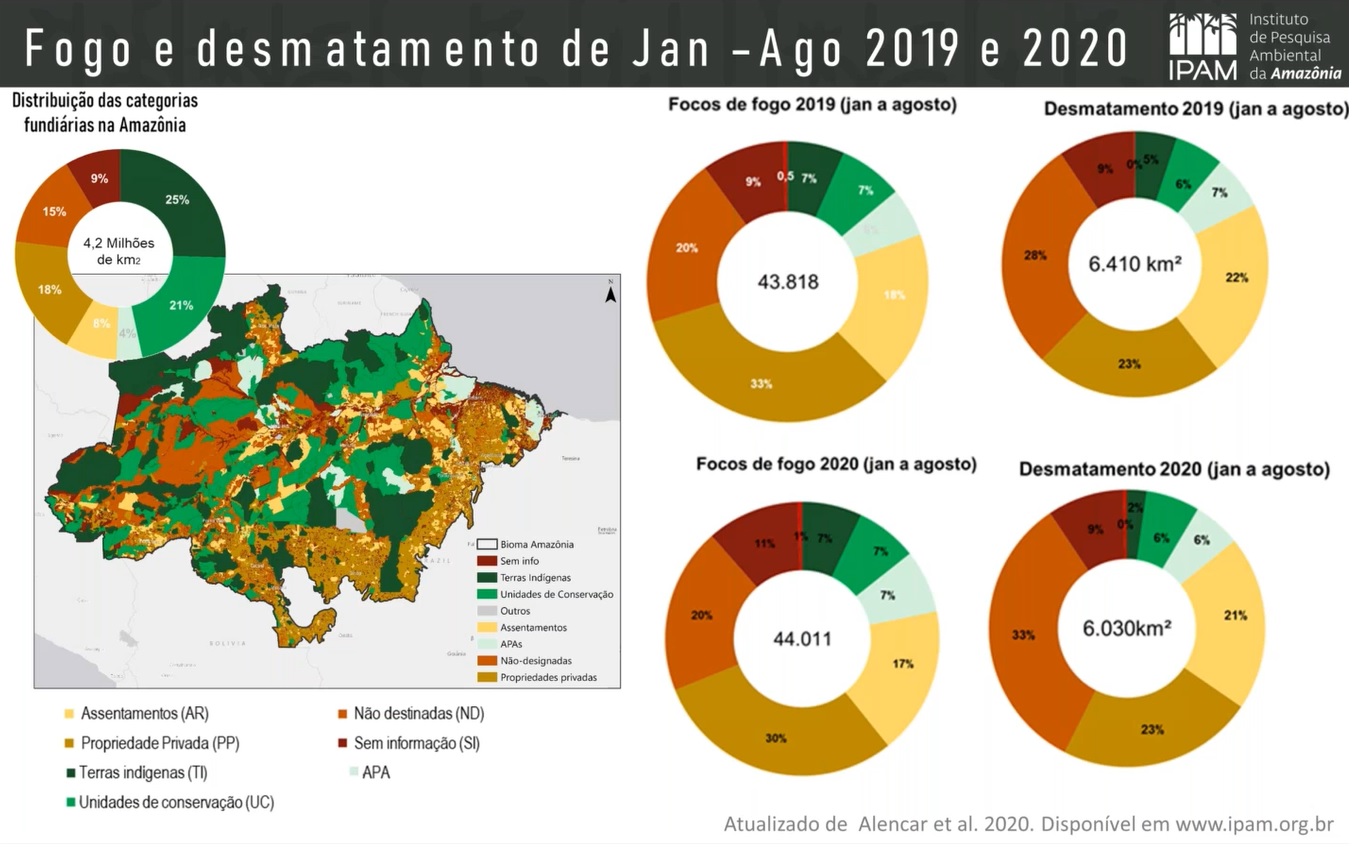 Fogo e desmatamento de Jan –Ago 2019 e 2020
IPAM
Instituto
de Pesquisa
Ambiental
da Amazônia
Distribuição das categorias
fundiárias na Amazônia
9%
25%
15%
4,2 Milhões
de km2
18%
21%
8%
4%
N
BOLIVIA
Teresina
Goiânia
Bioma Amazônia
Sem info
Terras Indígenas
Unidades de Conservação
Outros
Assentamentos
APAs
Não-designadas
Propriedades privadas
Assentamentos (AR)
Não destinadas (ND)
Propriedade Privada (PP)
Sem informação (SI)
Terras indígenas (TI)
APA
Unidades de conservação (UC)
Focos de fogo 2019 (jan a agosto)
9%
0,5
7%
7%
20%
43.818
18%
33%
Desmatamento 2019 (jan a agosto)
9%
0%
5%
6%
7%
28%
6.410 km²
22%
23%
Focos de fogo 2020 (jan a agosto)
11%
1%
7%
7%
7%
20%
44.011
17%
30%
Desmatamento 2020 (jan a agosto)
2%
9%
0%
6%
6%
21%
33%
6.030km²
23%
Atualizado de Alencar et al. 2020. Disponível em www.ipam.org.br